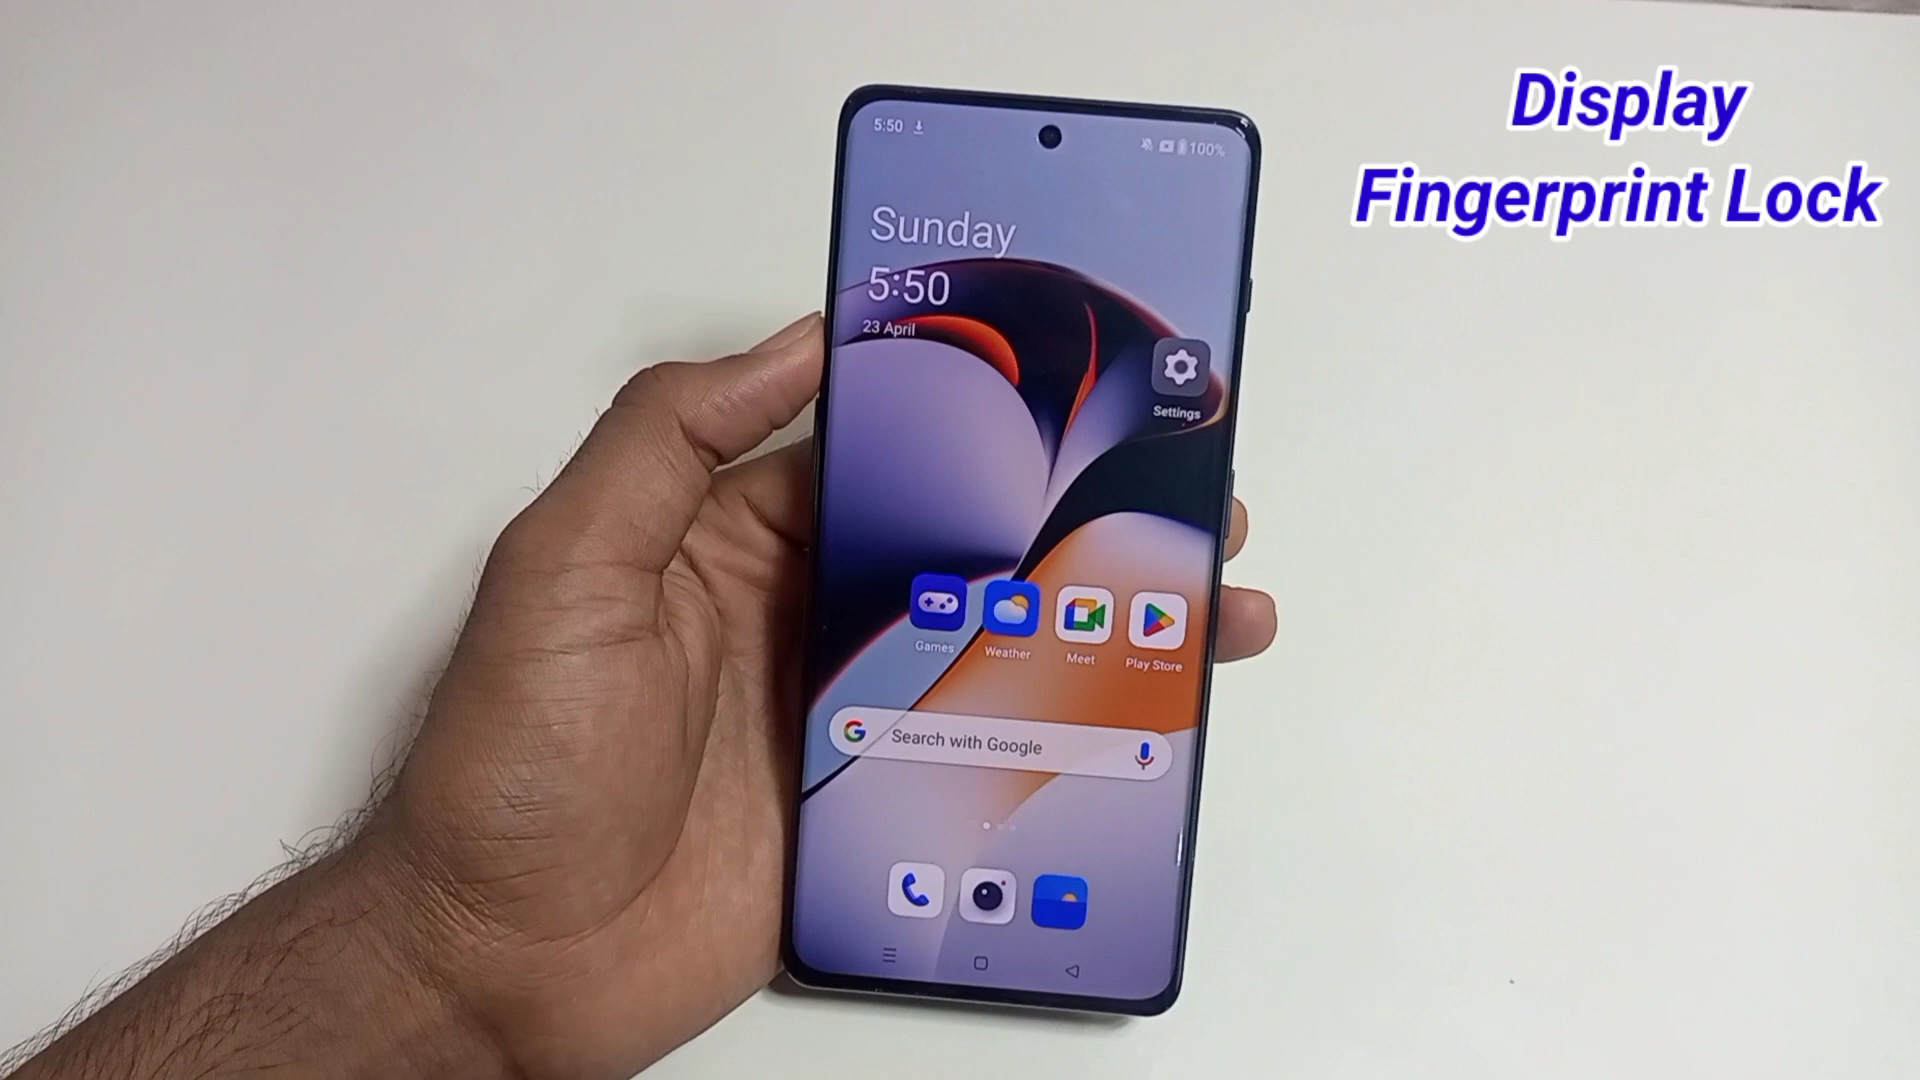 Display
Fingerprint Lock
5:50
100%
Sunday
5:50
23 April
Settings
Games
Weather
Meet
Play Store
Search with Google